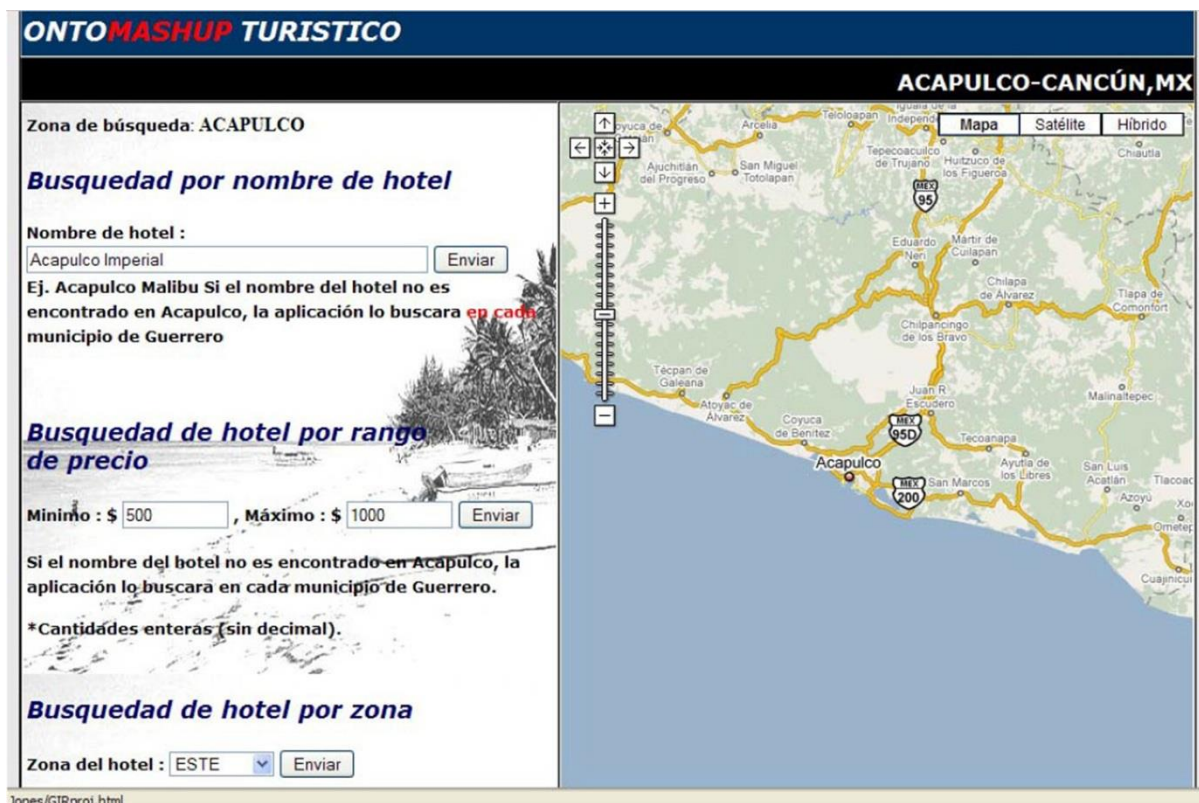 ONTOMASHUP TURISTICO
ACAPULCO-CANCÚN,MX
Zona de búsqueda: ACAPULCO
Busquedad por nombre de hotel
Nombre de hotel :
Acapulco Imperial
Enviar
Ej. Acapulco Malibu Si el nombre del hotel no es
encontrado en Acapulco, la aplicación lo buscara en cada
municipio de Guerrero
Busquedad de hotel por rango
de precio
Minimo : $ 500 , Máximo : $ 1000 Enviar
Si el nombre del hotel no es encontrado en Acapulco, la
aplicación lo buscara en cada municipio de Guerrero.
*Cantidades enteras (sin decimal).
Busquedad de hotel por zona
Zona del hotel : ESTE Enviar
Mapa Satélite Híbrido
Arcelia
Teloloapan
Tepecoacuilco
de Trujano
Huitzuco de
los Figueroa
Chiautla
Ajuchitlán
del Progreso
San Miguel
Totolapan
MEX
95
Eduardo
Neri
Mártir de
Cuilapan
Chilapa
de Álvarez
Tlapa de
Comonfort
Chilpancingo
de los Bravo
Técpan de
Galeana
Atoyac de
Álvarez
Juan R.
Escudero
Malinaltepec
Coyuca
de Benítez
MEX
95D
Tecoanapa
Acapulco
Ayutla de
los Libres
San Luis
Acatlán
MEX
200
San Marcos
Azoyú
Jones/GIRproj.html